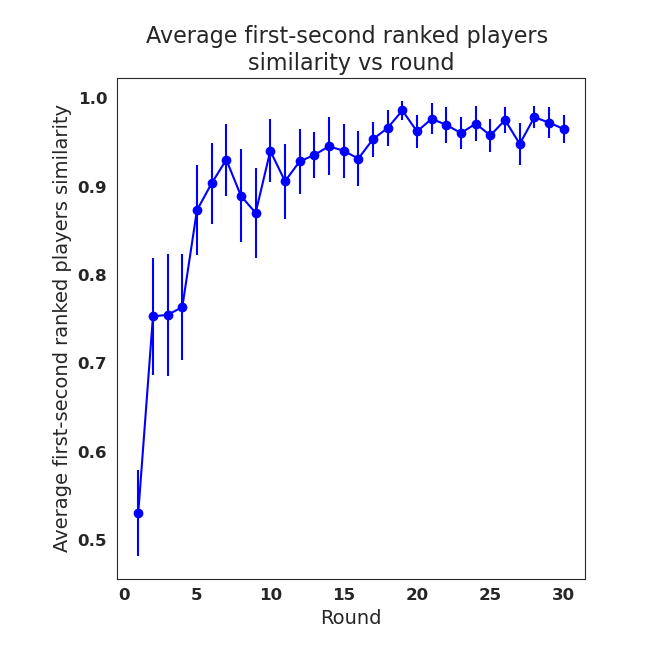 Average first-second ranked players
similarity vs round
Average first-second ranked players similarity
1.0
0.9
0.8
0.7
0.6
0.5
0 5 10 15 20 25 30
Round